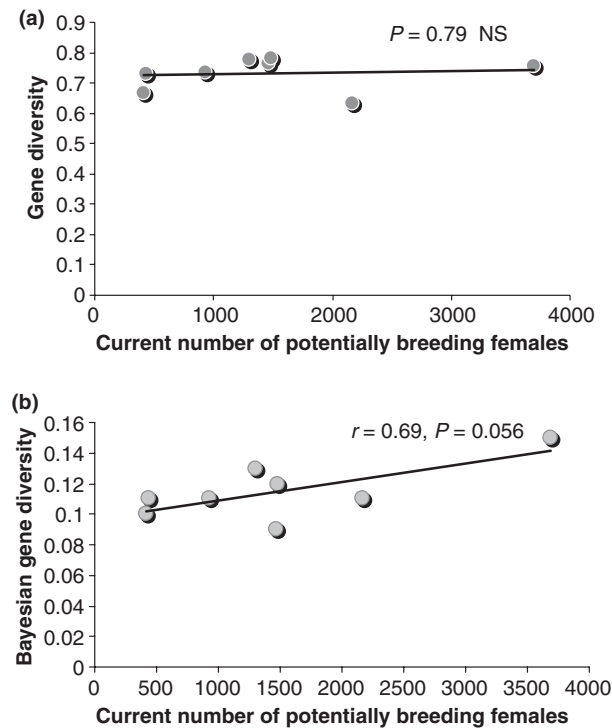 (a)
P = 0.79 NS
Gene diversity
0.9
0.8
0.7
0.6
0.5
0.4
0.3
0.2
0.1
0
0 1000 2000 3000 4000
Current number of potentially breeding females
(b)
r = 0.69, P = 0.056
Bayesian gene diversity
0.16
0.14
0.12
0.1
0.08
0.06
0.04
0.02
0
0 500 1000 1500 2000 2500 3000 3500 4000
Current number of potentially breeding females